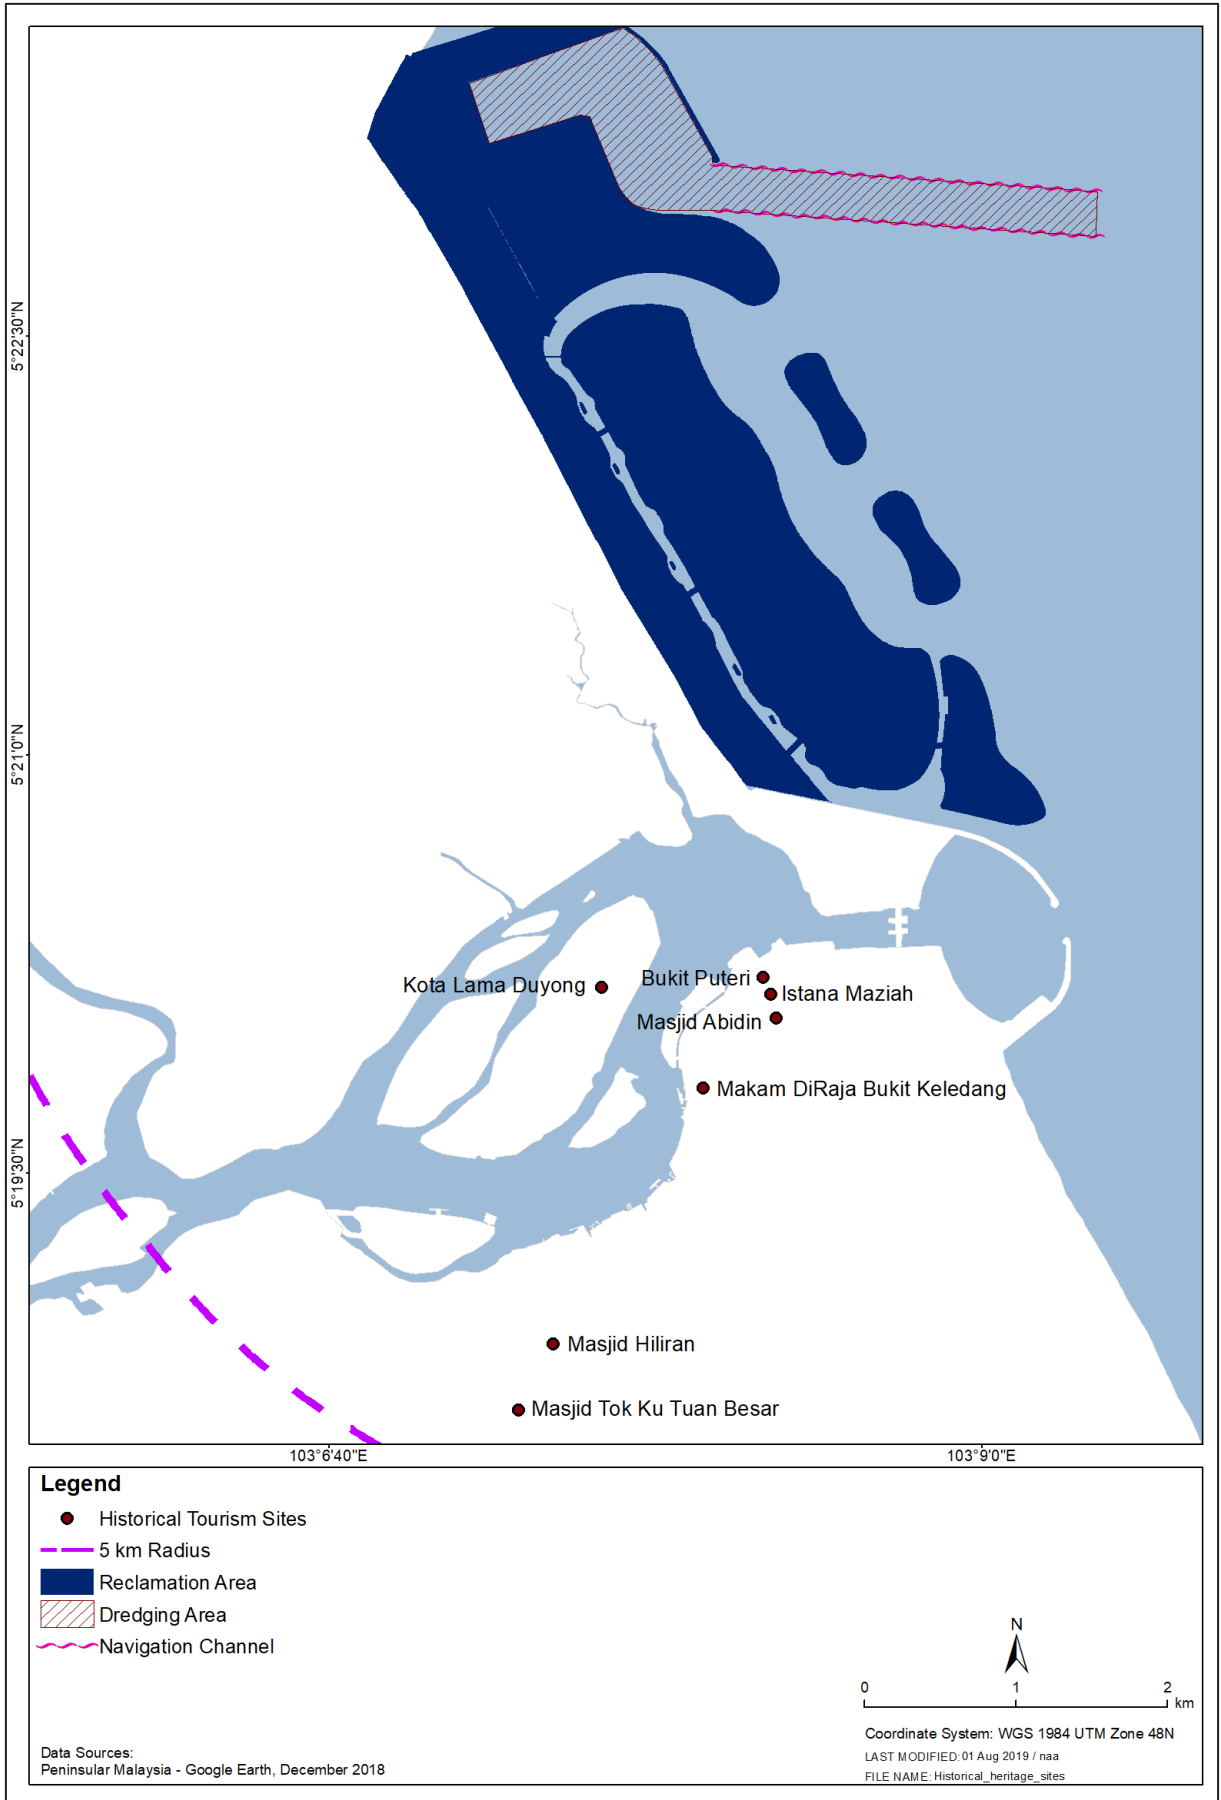 5°22'30"N
5°21'0"N
5°19'30"N
Kota Lama Duyong
Bukit Puteri
Istana Maziah
Masjid Abidin
Makam DiRaja Bukit Keledang
Masjid Hiliran
Masjid Tok Ku Tuan Besar
103°6'40"E
103°9'0"E
Legend
Historical Tourism Sites
5 km Radius
Reclamation Area
Dredging Area
Navigation Channel
N
0 1 2
km
Coordinate System: WGS 1984 UTM Zone 48N
LAST MODIFIED: 01 Aug 2019 / naa
FILE NAME: Historical_heritage_sites
Data Sources:
Peninsular Malaysia - Google Earth, December 2018